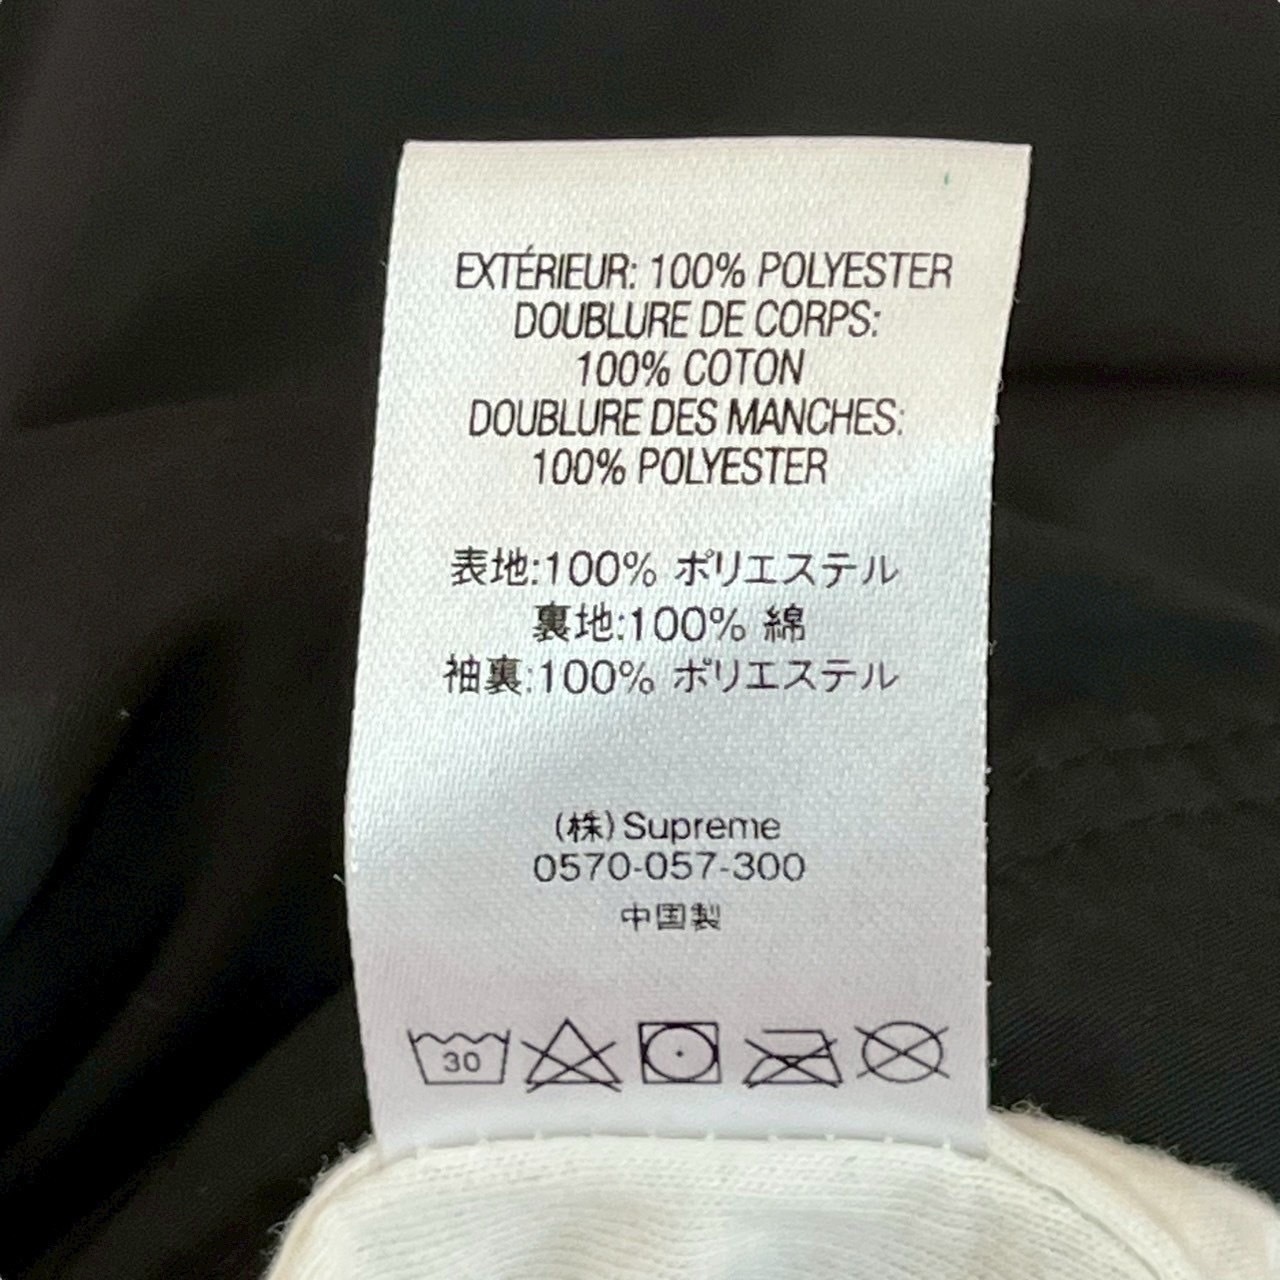 EXTÉRIEUR: 100% POLYESTER
DOUBLURE DE CORPS:
100% COTON
DOUBLURE DES MANCHES:
100% POLYESTER
表地:100% ポリエステル
裏地:100% 綿
袖裏:100% ポリエステル
(株)Supreme
0570-057-300
中国製
30